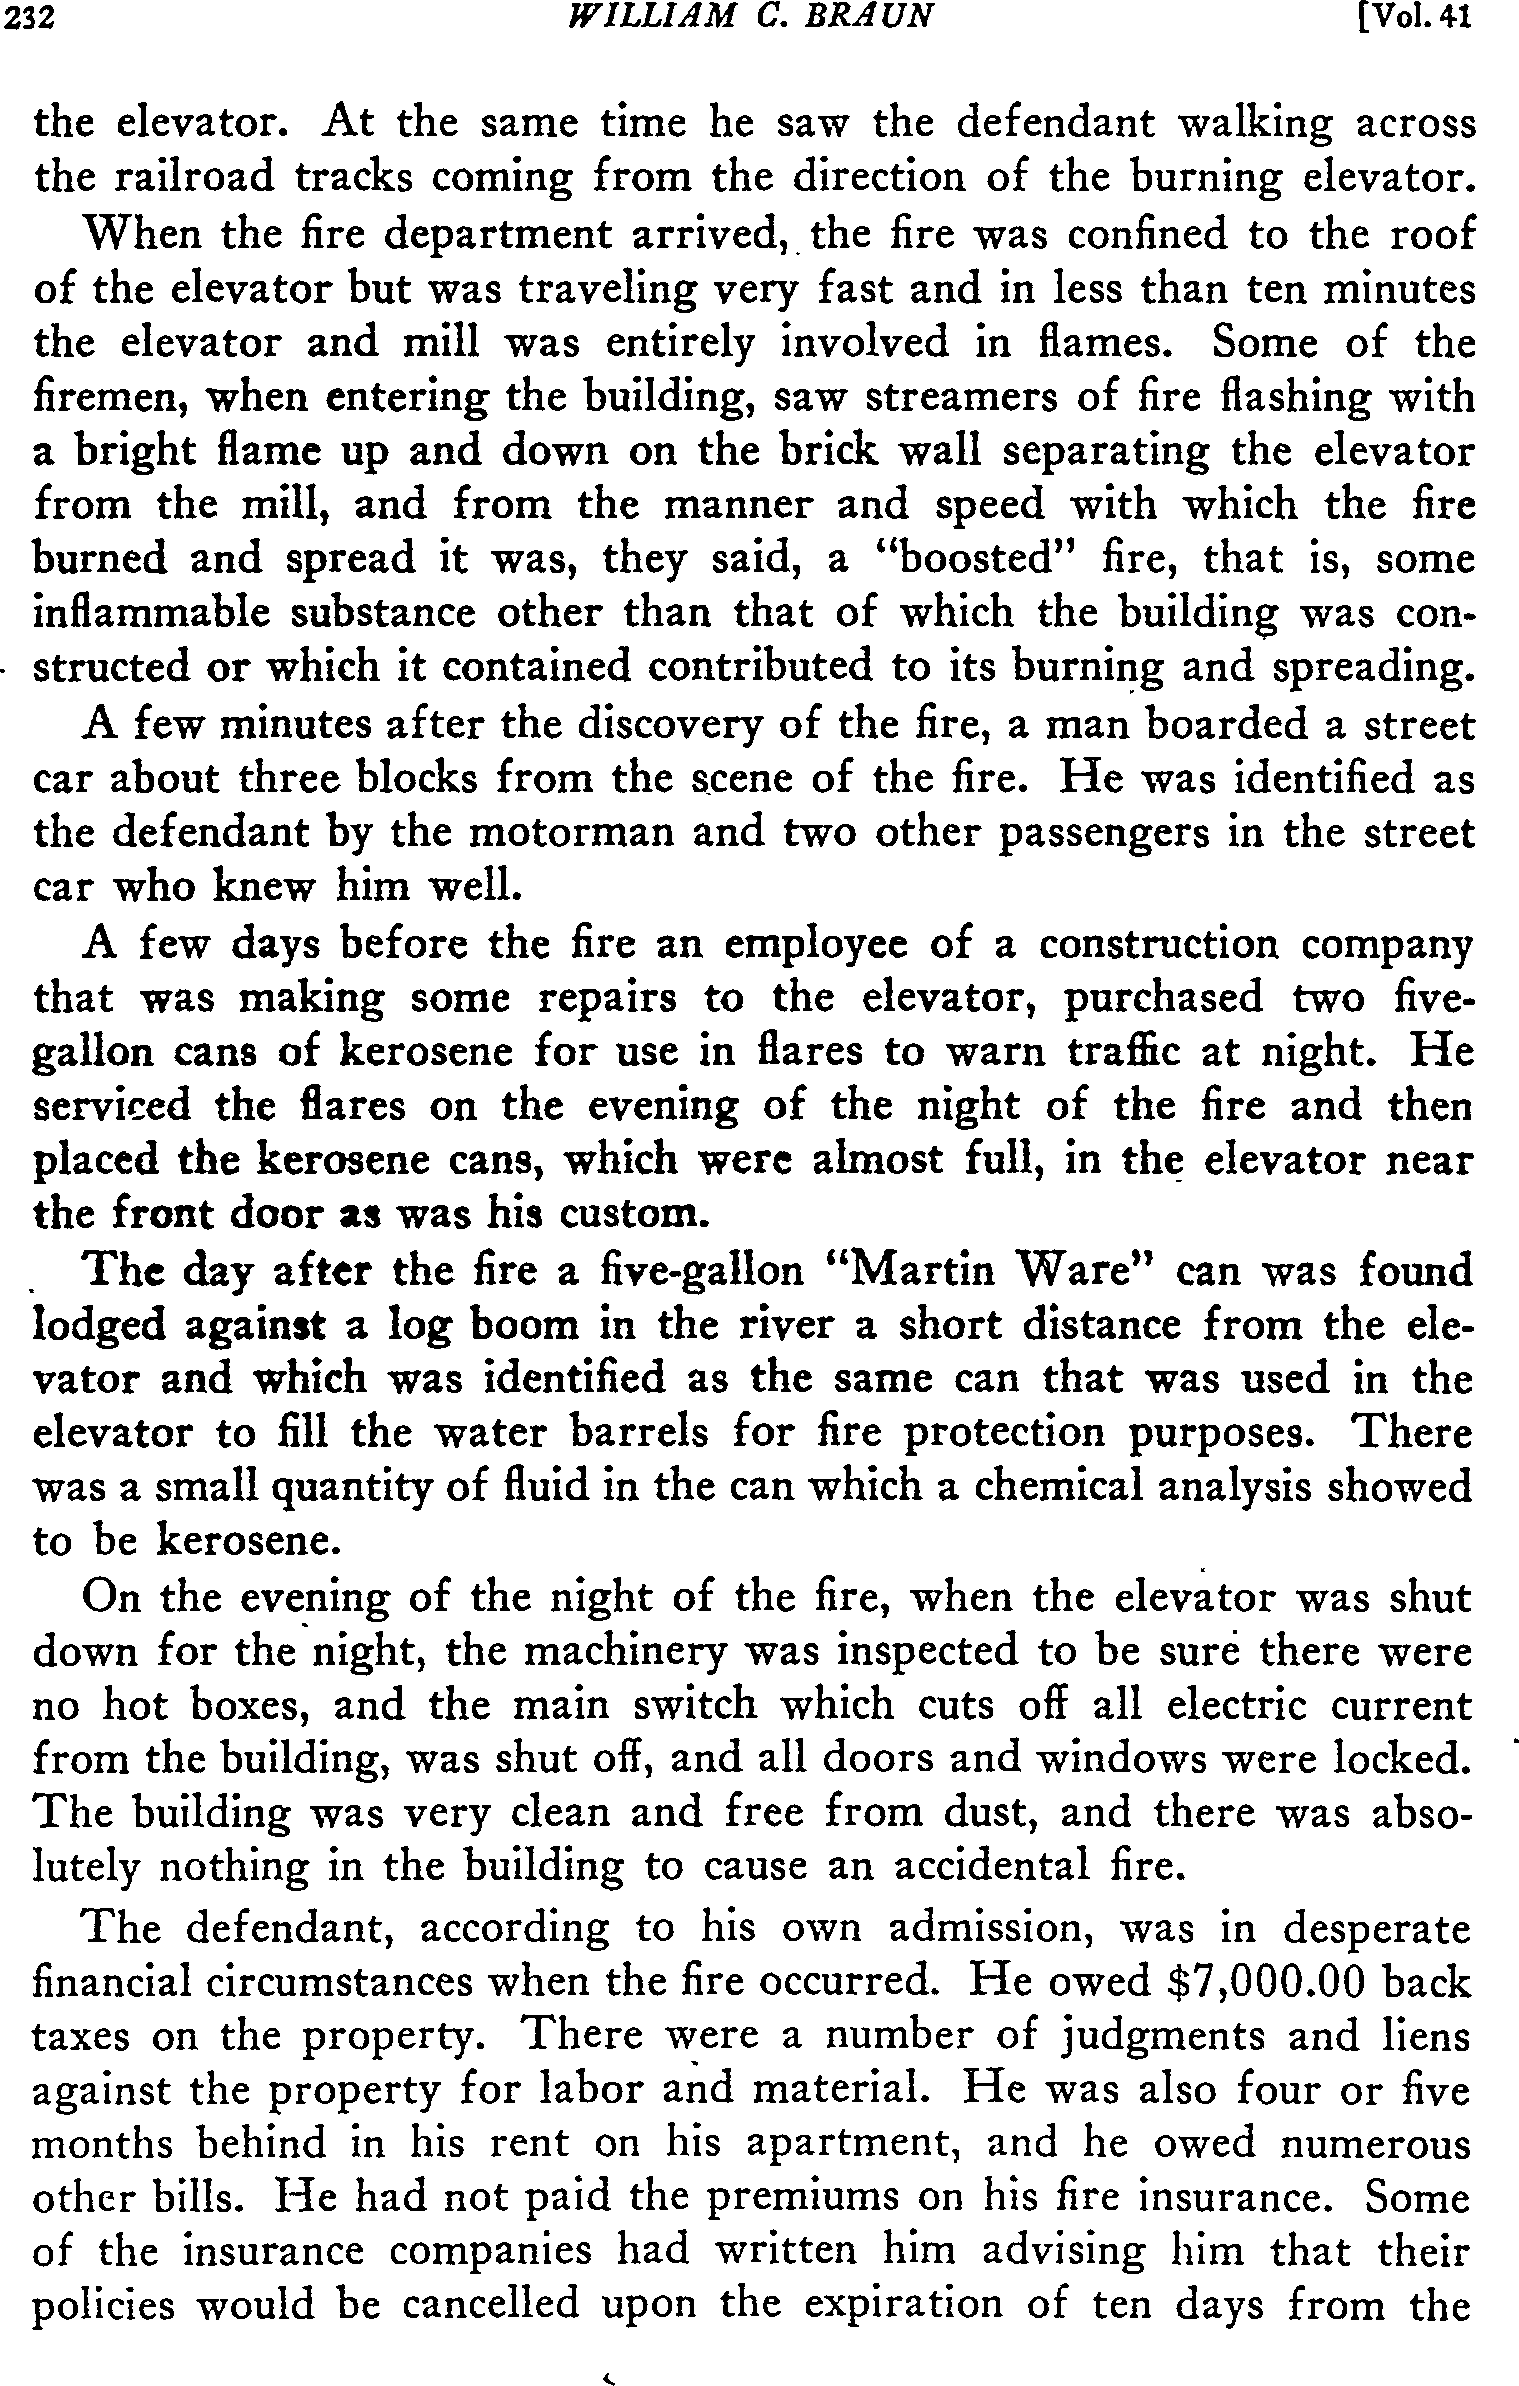 232 WILLIAM C. BRAUN [Vol. 41
the elevator. At the same time he saw the defendant walking across
the railroad tracks coming from the direction of the burning elevator.
When the fire department arrived, the fire was confined to the roof
of the elevator but was traveling very fast and in less than ten minutes
the elevator and mill was entirely involved in flames. Some of the
firemen, when entering the building, saw streamers of fire flashing with
a bright flame up and down on the brick wall separating the elevator
from the mill, and from the manner and speed with which the fire
burned and spread it was, they said, a “boosted” fire, that is, some
inflammable substance other than that of which the building was con-
structed or which it contained contributed to its burning and spreading.
A few minutes after the discovery of the fire, a man boarded a street
car about three blocks from the scene of the fire. He was identified as
the defendant by the motorman and two other passengers in the street
car who knew him well.
A few days before the fire an employee of a construction company
that was making some repairs to the elevator, purchased two five-
gallon cans of kerosene for use in flares to warn traffic at night. He
serviced the flares on the evening of the night of the fire and then
placed the kerosene cans, which were almost full, in the elevator near
the front door as was his custom.
The day after the fire a five-gallon “Martin Ware” can was found
lodged against a log boom in the river a short distance from the ele-
vator and which was identified as the same can that was used in the
elevator to fill the water barrels for fire protection purposes. There
was a small quantity of fluid in the can which a chemical analysis showed
to be kerosene.
On the evening of the night of the fire, when the elevator was shut
down for the night, the machinery was inspected to be sure there were
no hot boxes, and the main switch which cuts off all electric current
from the building, was shut off, and all doors and windows were locked.
The building was very clean and free from dust, and there was abso-
lutely nothing in the building to cause an accidental fire.
The defendant, according to his own admission, was in desperate
financial circumstances when the fire occurred. He owed $7,000.00 back
taxes on the property. There were a number of judgments and liens
against the property for labor and material. He was also four or five
months behind in his rent on his apartment, and he owed numerous
other bills. He had not paid the premiums on his fire insurance. Some
of the insurance companies had written him advising him that their
policies would be cancelled upon the expiration of ten days from the